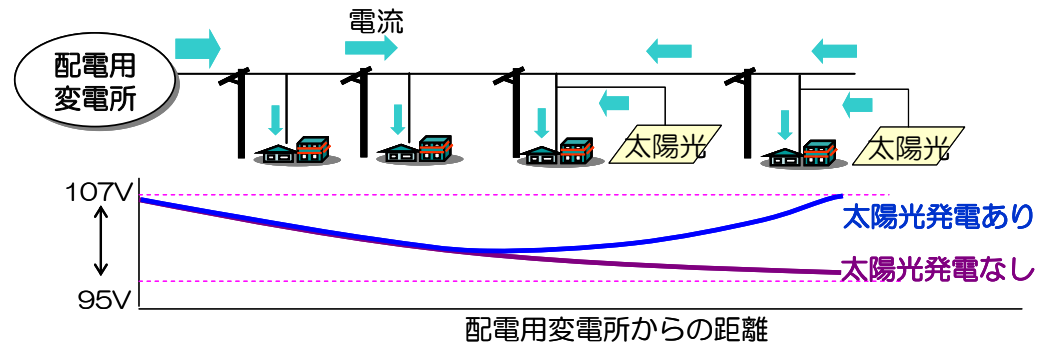 電流
配電用
変電所
太陽光
太陽光
107V
太陽光発電あり
太陽光発電なし
95V
配電用変電所からの距離